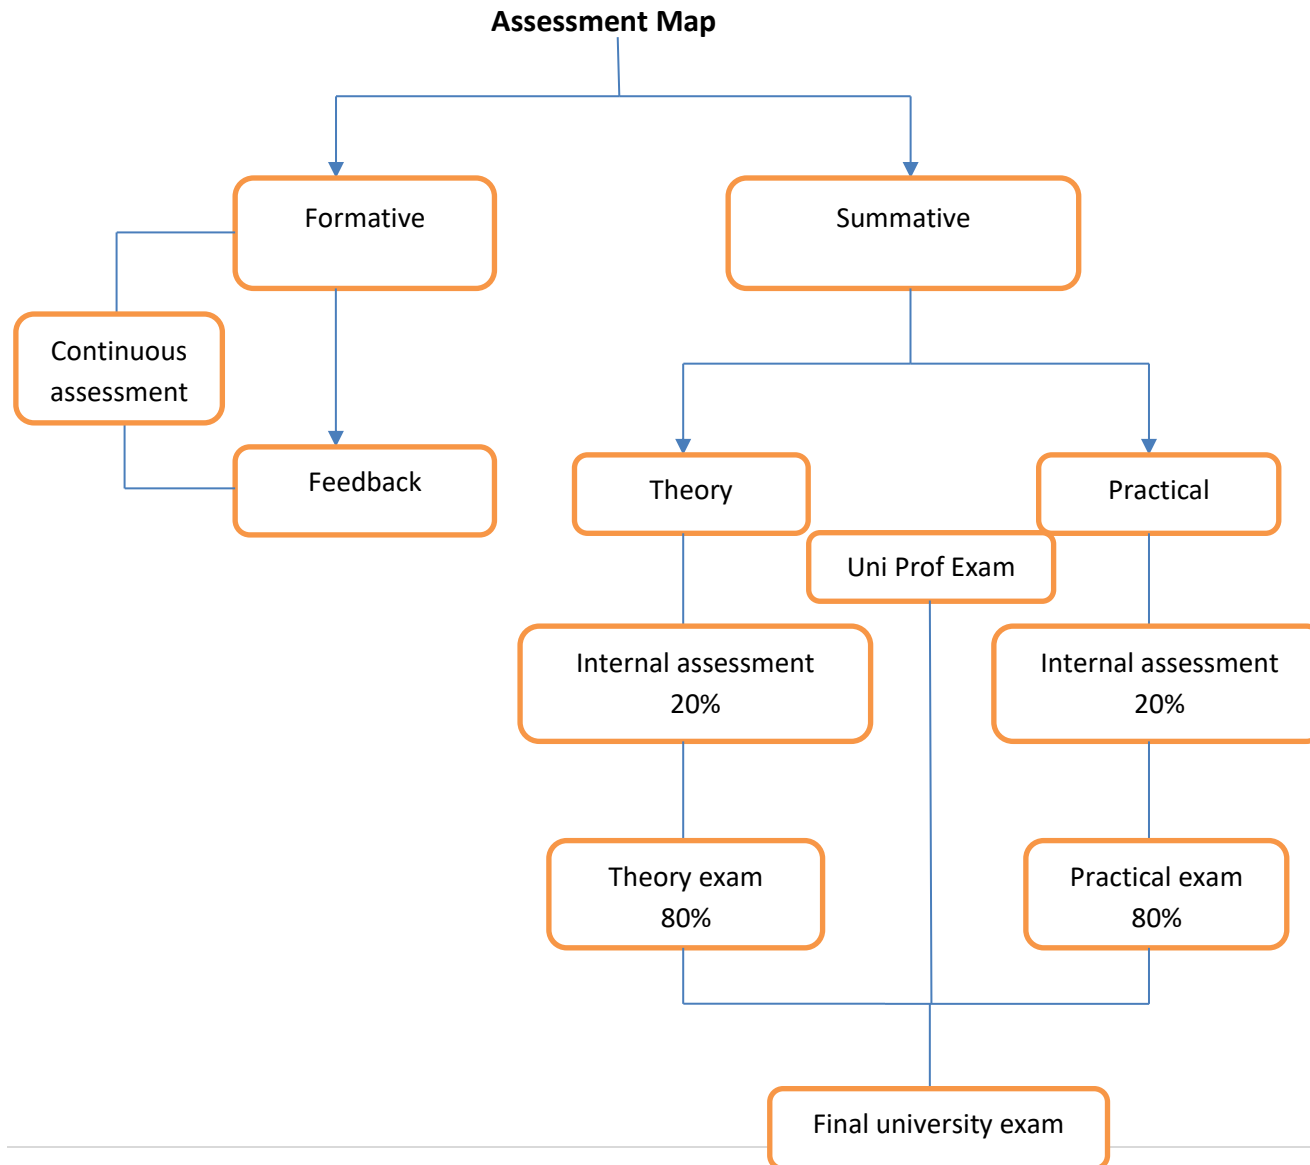 Assessment Map
Formative
Summative
Continuous
assessment
Feedback
Theory
Practical
Uni Prof Exam
Internal assessment
20%
Internal assessment
20%
Theory exam
80%
Practical exam
80%
Final university exam